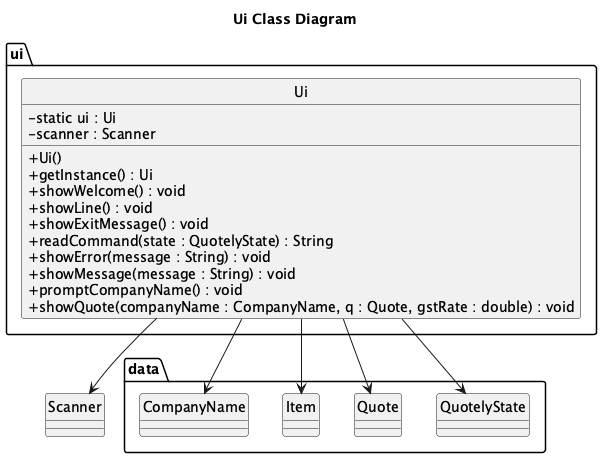 Ui Class Diagram
ui
Ui
-static ui : Ui
-scanner : Scanner
+Ui()
+getInstance() : Ui
+showWelcome() : void
+showLine() : void
+showExitMessage() : void
+readCommand(state : QuotelyState) : String
+showError(message : String) : void
+showMessage(message : String) : void
+promptCompanyName() : void
+showQuote(companyName : CompanyName, q : Quote, gstRate : double) : void
data
Scanner CompanyName Item Quote QuotelyState